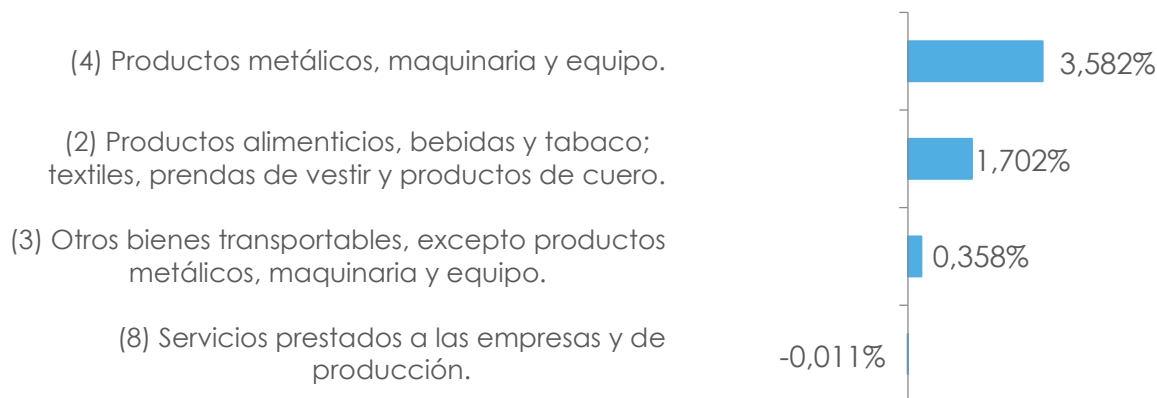 (4) Productos metálicos, maquinaria y equipo.
3,582%
(2) Productos alimenticios, bebidas y tabaco;
textiles, prendas de vestir y productos de cuero.
1,702%
(3) Otros bienes transportables, excepto productos
metálicos, maquinaria y equipo.
0,358%
(8) Servicios prestados a las empresas y de
producción.
-0,011%